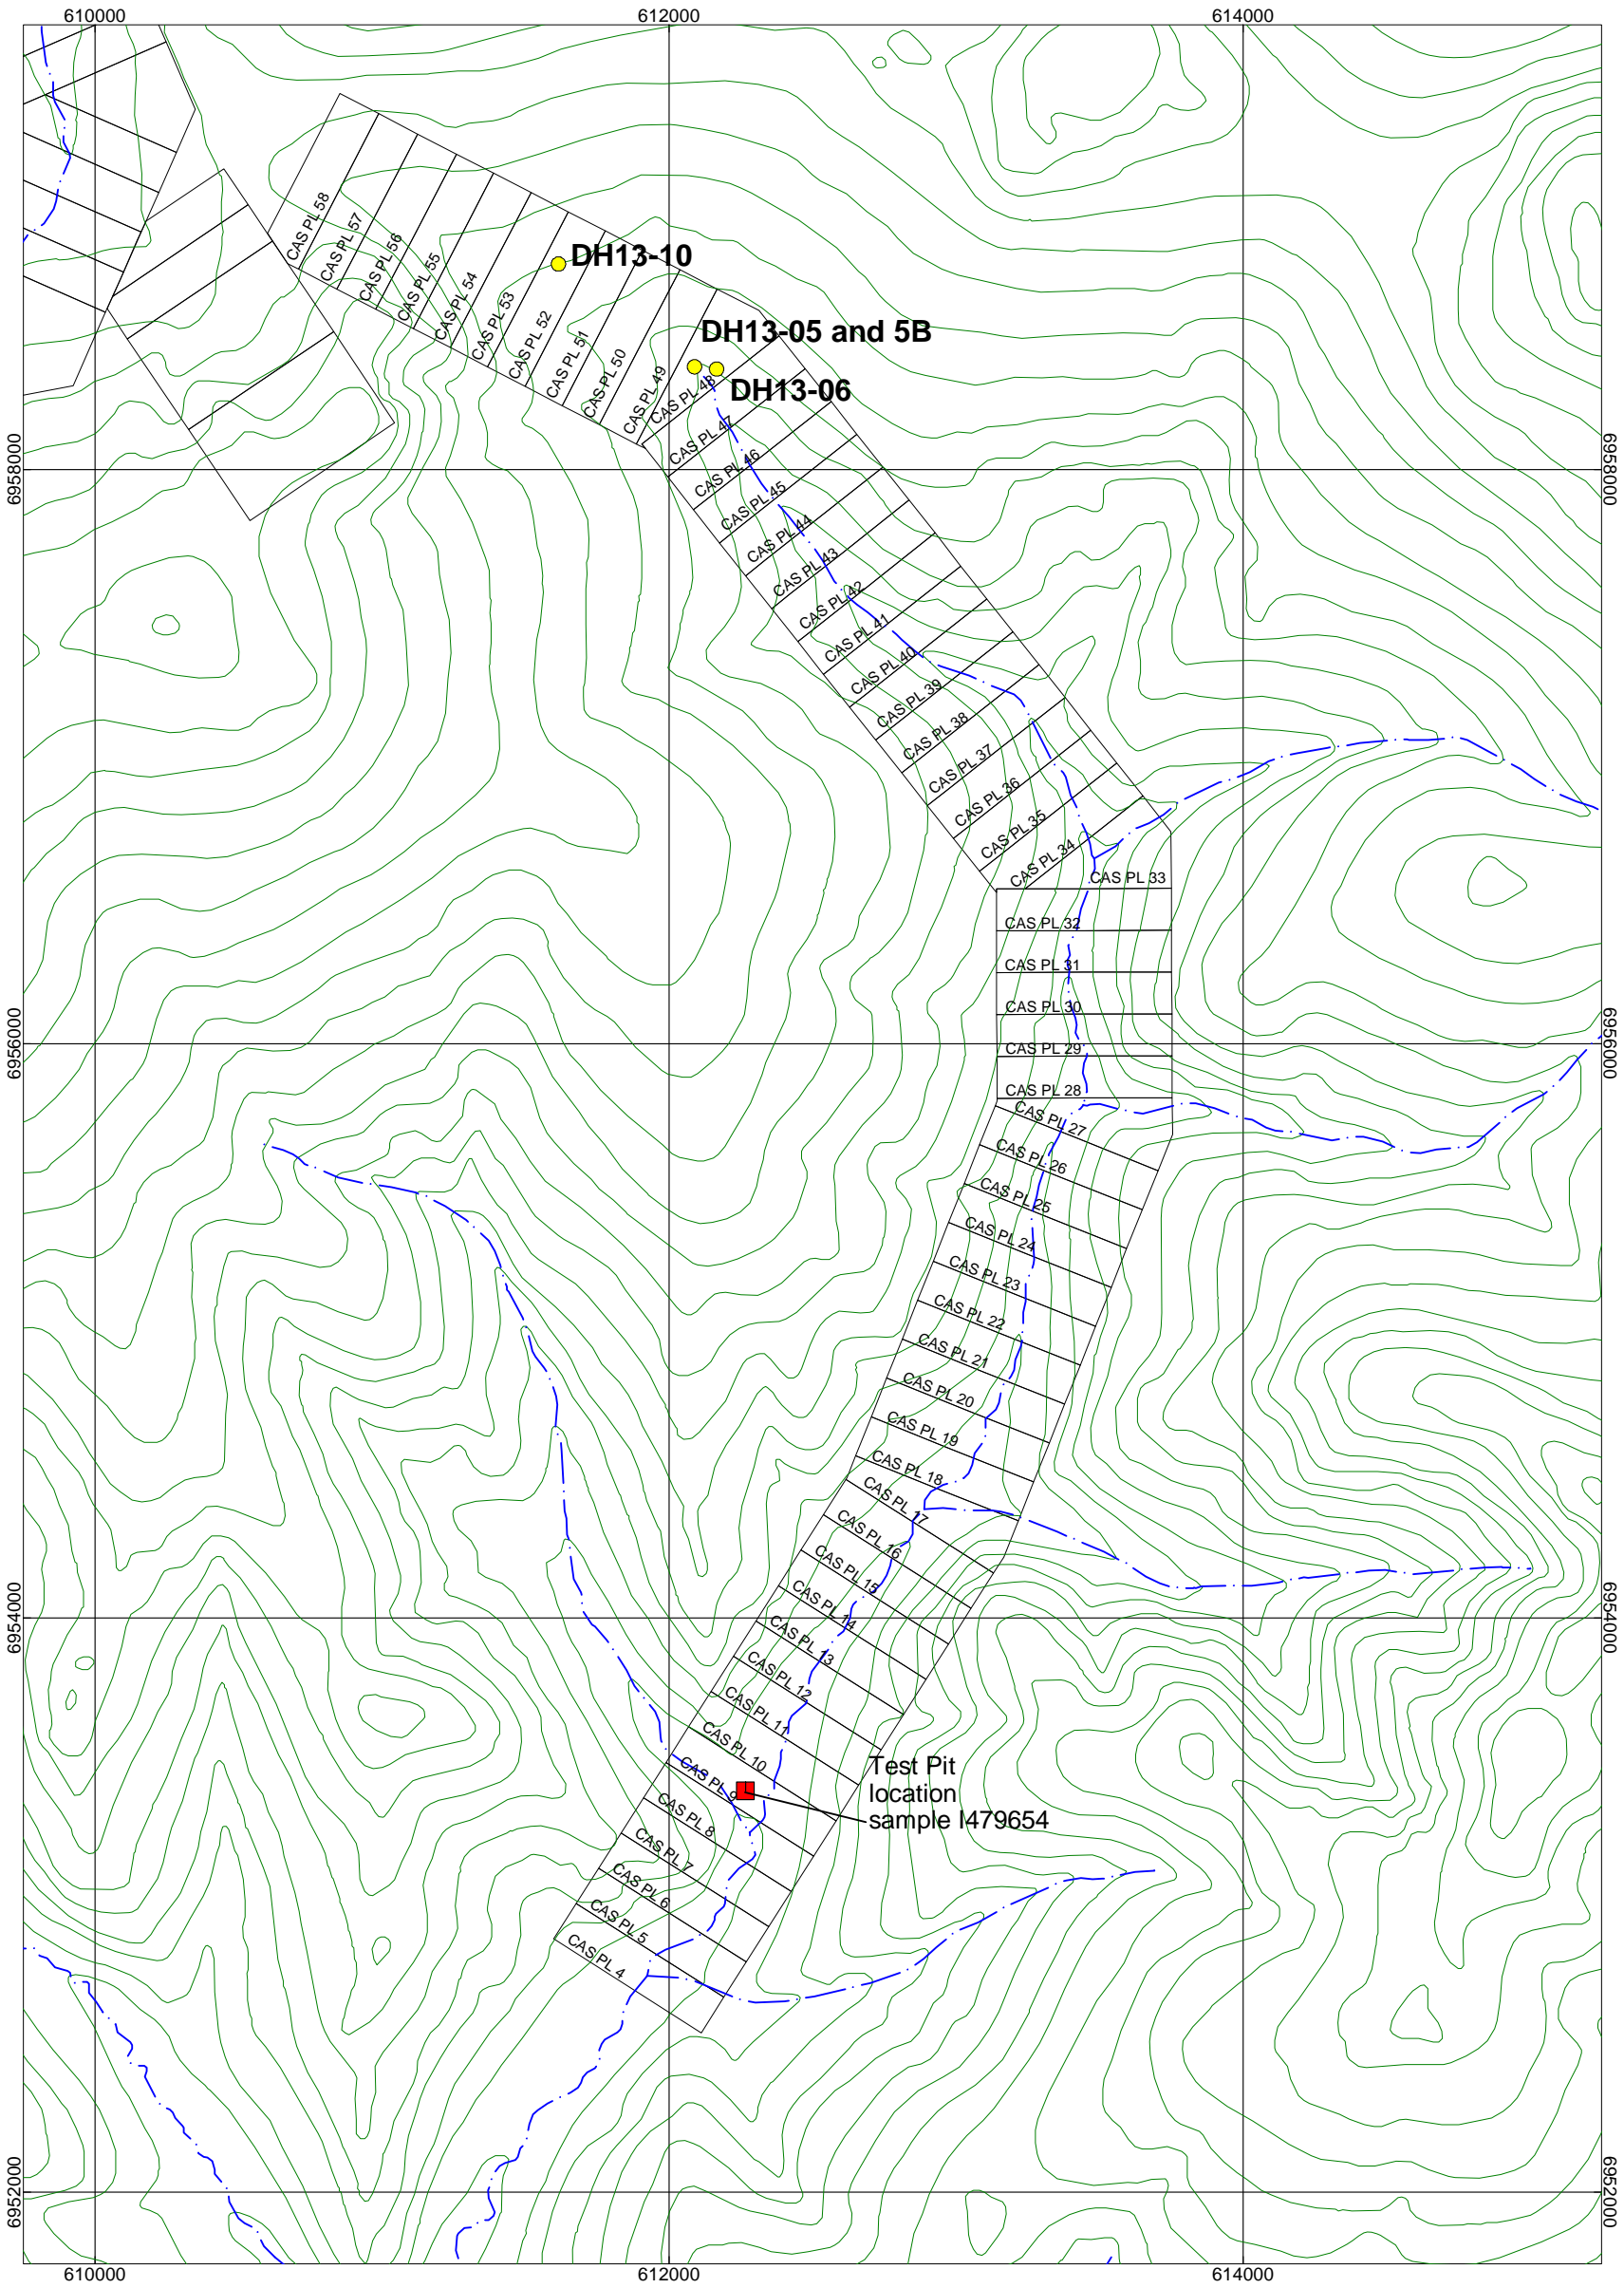 610000
612000
614000
CAS PL 58
CAS PL 57
CAS PL 56
CAS PL 55
CAS PL 54
CAS PL 53
CAS PL 52
CAS PL 51
CAS PL 50
CAS PL 49
DH13-10
DH13-05 and 5B
DH13-06
CAS PL 48
CAS PL 47
CAS PL 46
CAS PL 45
CAS PL 44
CAS PL 43
CAS PL 42
CAS PL 41
CAS PL 40
CAS PL 39
CAS PL 38
CAS PL 37
CAS PL 36
CAS PL 35
CAS PL 34
CAS PL 33
CAS PL 32
CAS PL 31
CAS PL 30
CAS PL 29
CAS PL 28
CAS PL 27
CAS PL 26
CAS PL 25
CAS PL 24
CAS PL 23
CAS PL 22
CAS PL 21
CAS PL 20
CAS PL 19
CAS PL 18
CAS PL 17
CAS PL 16
CAS PL 15
CAS PL 14
CAS PL 13
CAS PL 12
CAS PL 11
CAS PL 10
CAS PL 9
CAS PL 8
CAS PL 7
CAS PL 6
CAS PL 5
CAS PL 4
Test Pit
location
sample I479654
6958000
6958000
6956000
6956000
6954000
6954000
6952000
6952000
610000
612000
614000